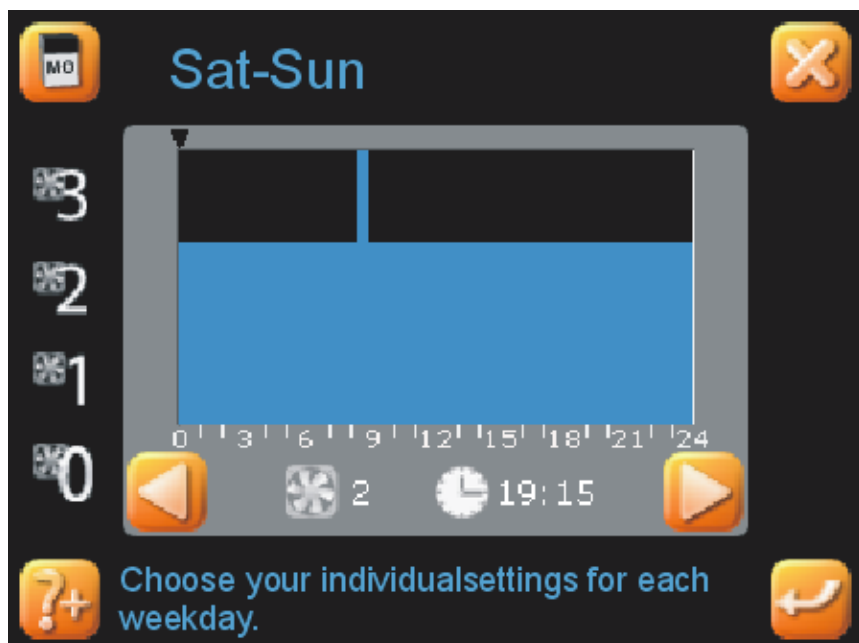 MO
Sat-Sun
3
2
1
0
0 3 6 9 12 15 18 21 24
2 19:15
?+
Choose your individualsettings for each
weekday.